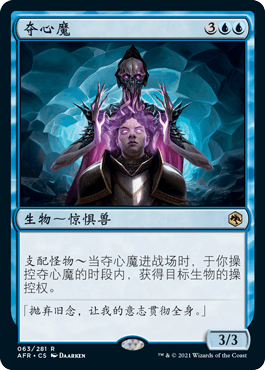 夺心魔 3
生物～惊惧兽
支配怪物～当夺心魔进战场时，于你操
控夺心魔的时段内，获得目标生物的操
控权。
「抛弃旧念，让我的意志贯彻全身。」
3/3
063/281 R
AFR • CS DAARKEN
™ & © 2021 Wizards of the Coast